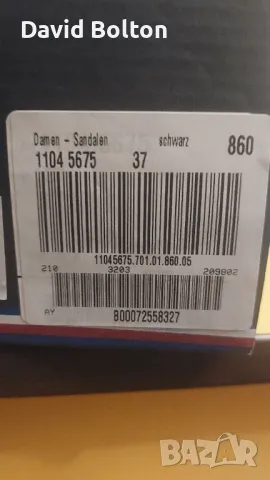 David Bolton
Damen - Sandalen schwarz 860
1104 5675 37
11045675.701.01.860.05
210 3203 209802
AY B00072558327
BAZAR